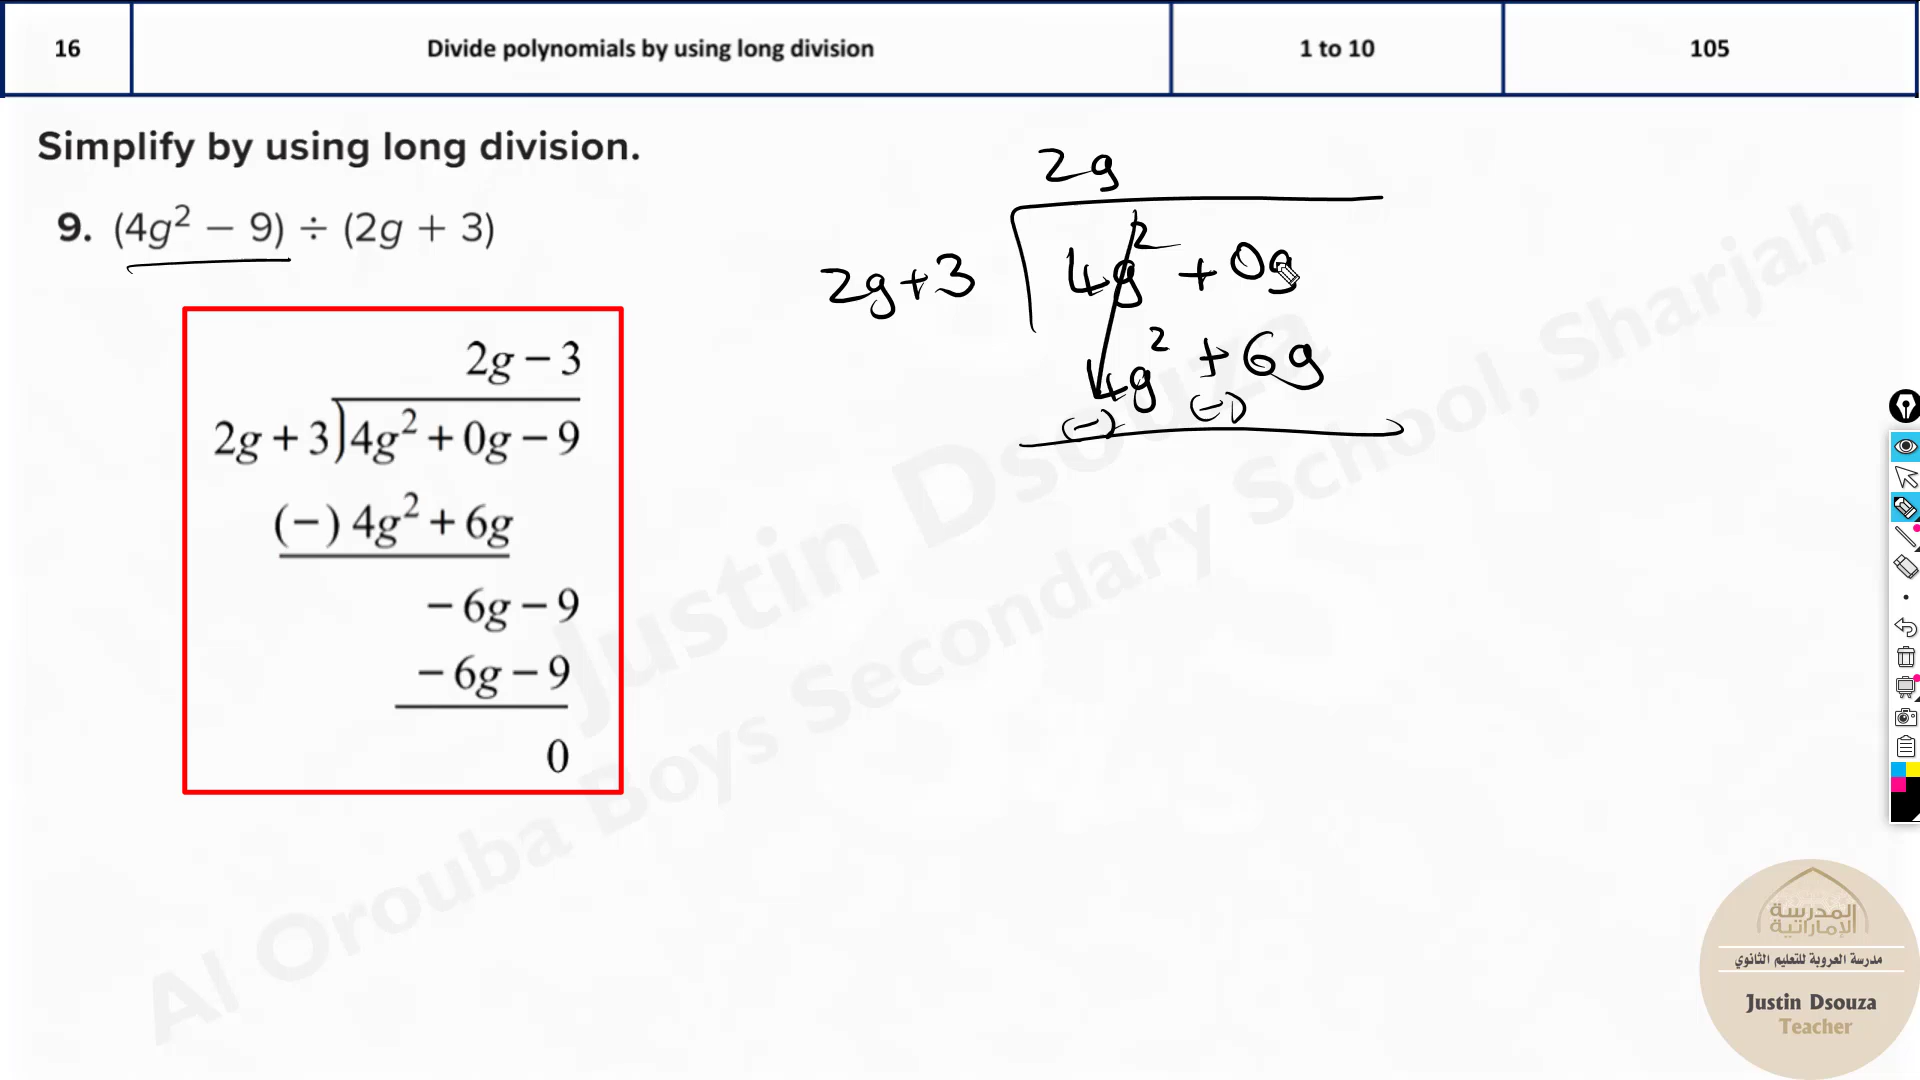 16 Divide polynomials by using long division 1 to 10 105
Simplify by using long division.
9. (4g² − 9) ÷ (2g + 3)
2g − 3
2g + 3)4g² + 0g − 9
(−) 4g² + 6g
− 6g − 9
− 6g − 9
0
2g
2g+3 4g² + 0g
4g² + 6g
(−) (−)
Justin Dsouza
Al Orouba Boys Secondary School, Sharjah
المدرسة
الإماراتية
مدرسة العروبة للتعليم الثانوي
Justin Dsouza
Teacher